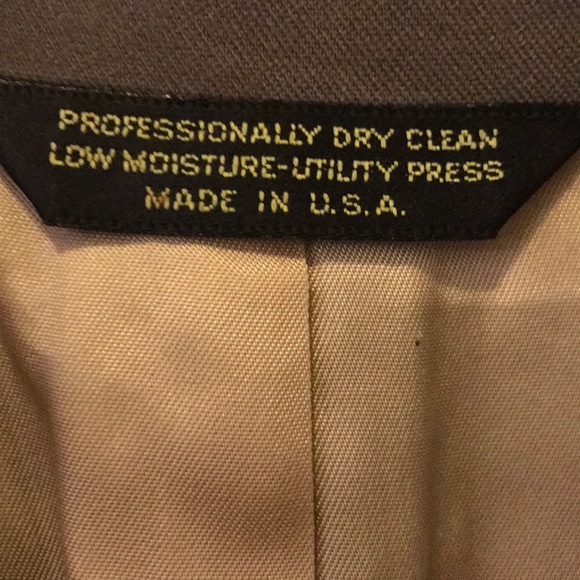 PROFESSIONALLY DRY CLEAN
LOW MOISTURE-UTILITY PRESS
MADE IN U.S.A.